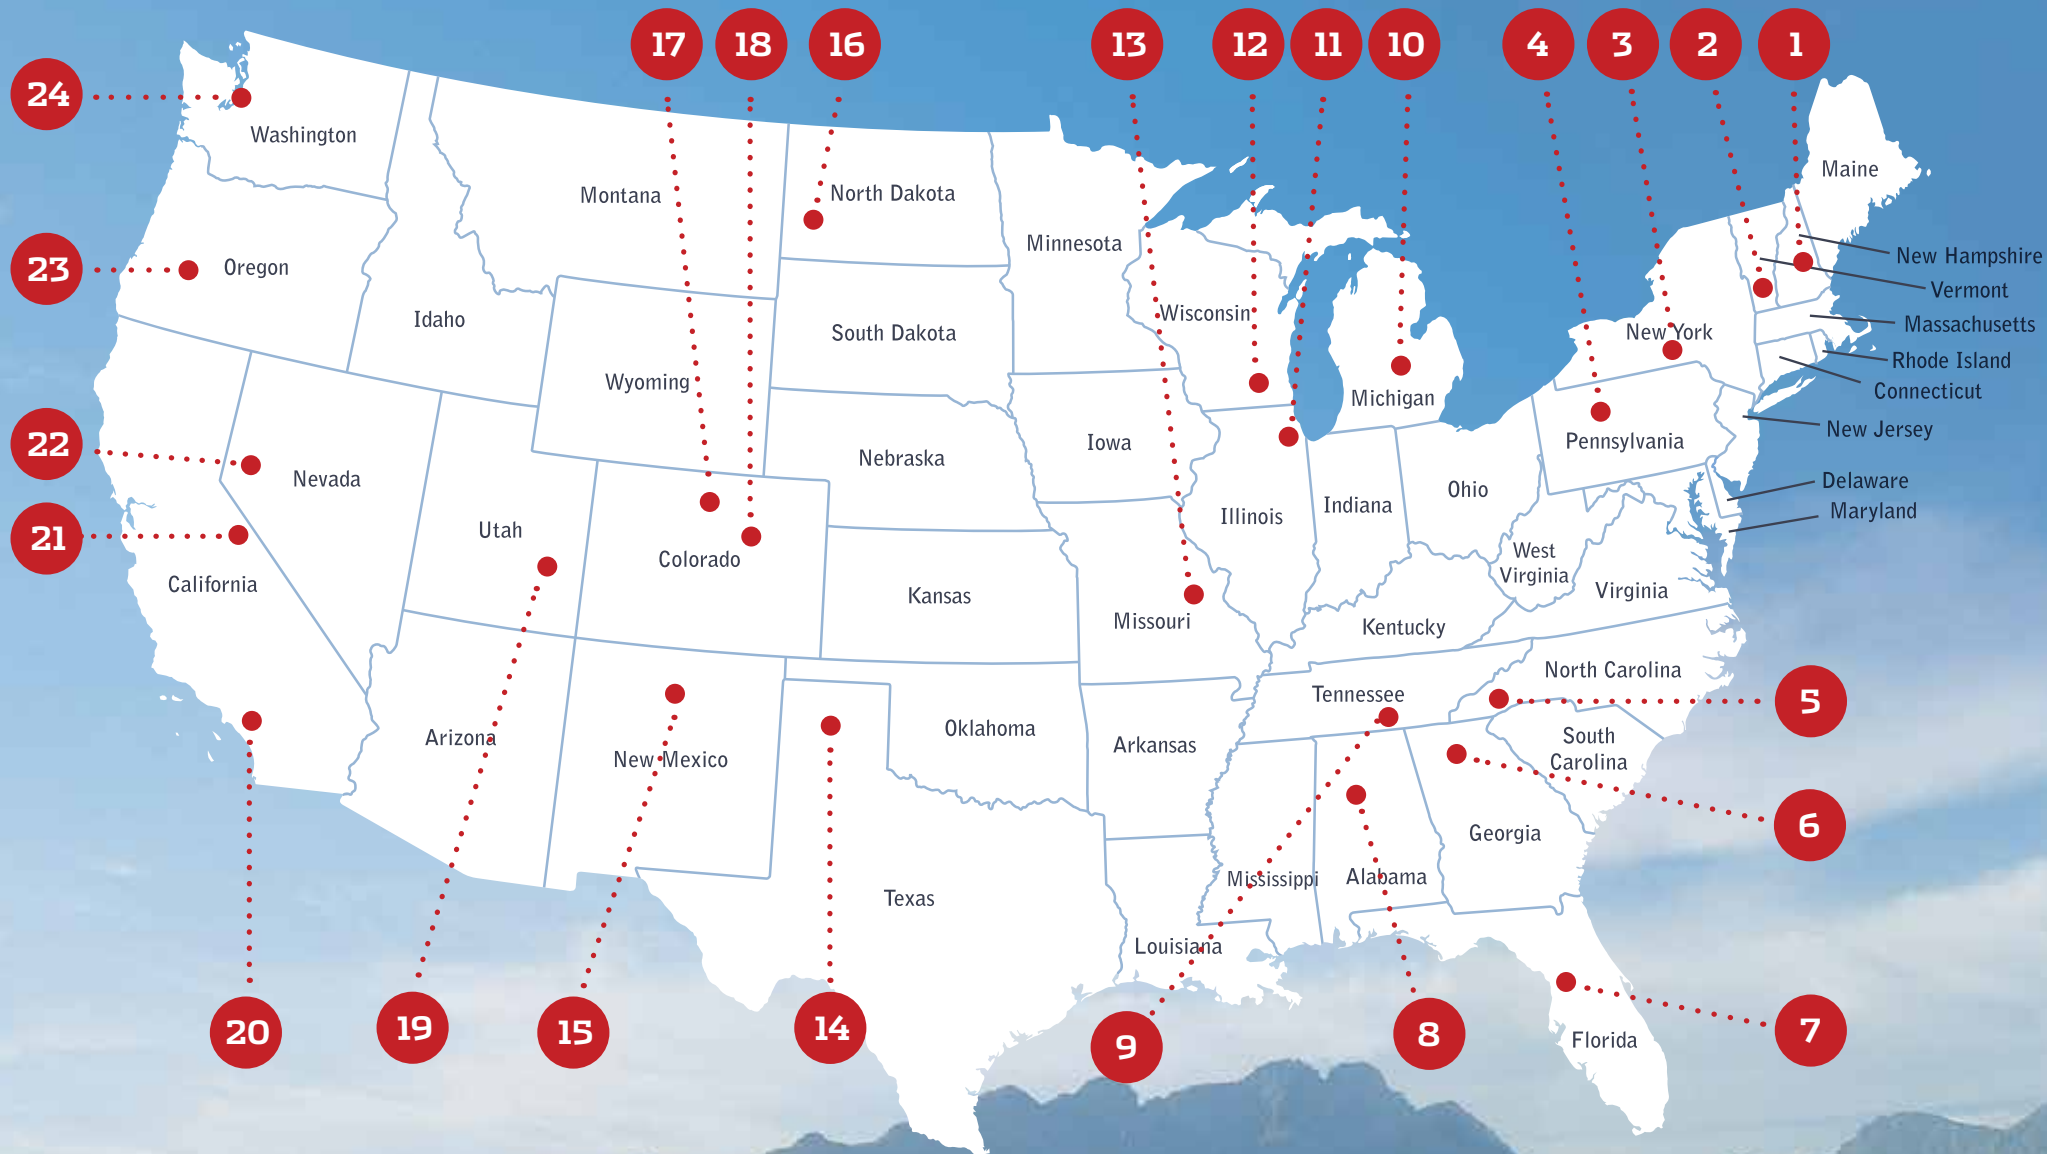 17
18
16
13
12
11
10
4
3
2
1
24
Washington
Montana
North Dakota
Minnesota
Maine
23
Oregon
Idaho
Wyoming
South Dakota
Wisconsin
Michigan
New York
New Hampshire
Vermont
Massachusetts
Rhode Island
Connecticut
New Jersey
22
Nevada
Nebraska
Iowa
Pennsylvania
Delaware
Maryland
21
California
Utah
Colorado
Kansas
Missouri
Illinois
Indiana
Ohio
West
Virginia
Virginia
Kentucky
Arizona
New Mexico
Oklahoma
Arkansas
Tennessee
North Carolina
South
Carolina
5
6
Texas
Louisiana
Mississippi
Alabama
Georgia
Florida
20
19
15
14
9
8
7